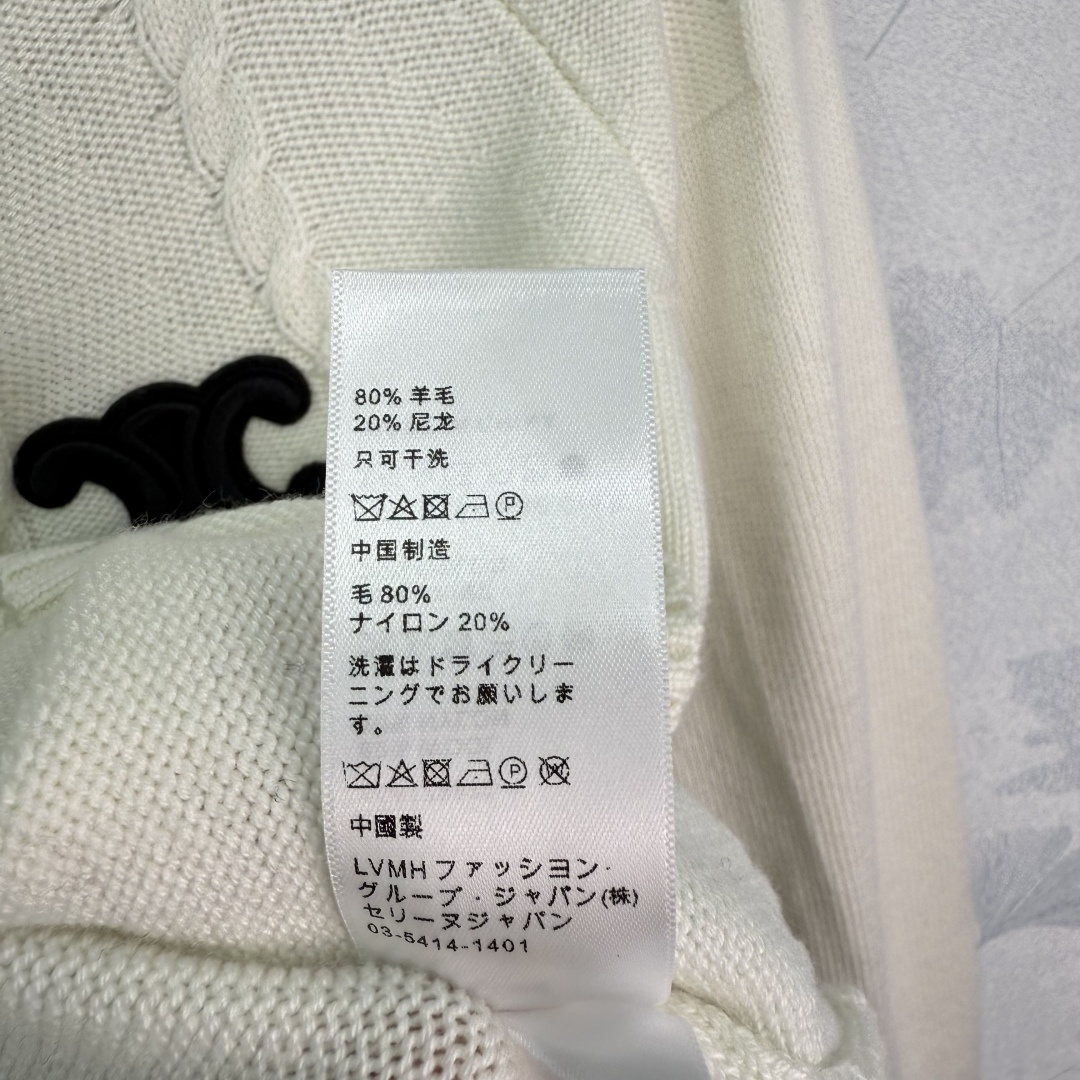 80% 羊毛
20% 尼龙
只可干洗
P
中国制造
毛 80%
ナイロン 20%
洗濯はドライクリー
ニングでお願いしま
す。
P W
中國製
LVMHファッション·
グループ・ジャパン(株)
セリーヌジャパン
03-5414-1401